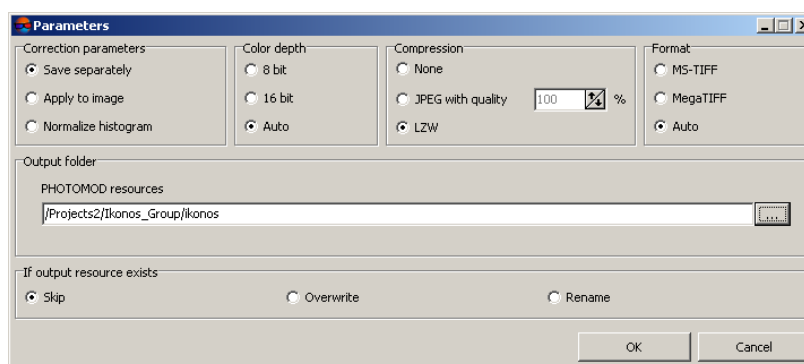 Parameters
Correction parameters
Save separately
Apply to image
Normalize histogram
Color depth
8 bit
16 bit
Auto
Compression
None
JPEG with quality 100 %
LZW
Format
MS-TIFF
MegaTIFF
Auto
Output folder
PHOTOMOD resources
/Projects2/Ikonos_Group/ikonos
...
If output resource exists
Skip Overwrite Rename
OK Cancel